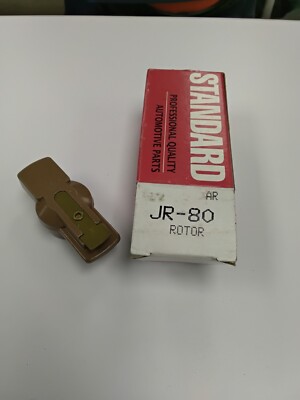 STANDARD
PROFESSIONAL QUALITY
AUTOMOTIVE PARTS
AR
JR-80
ROTOR